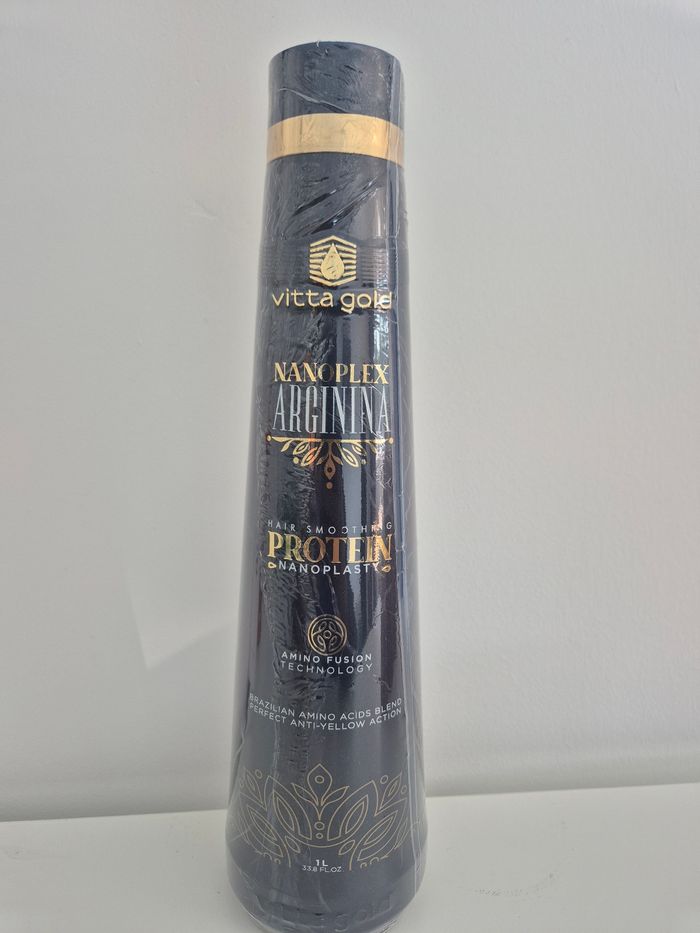 vitta gold
NANOPLEX
ARGININA
HAIR SMOOTHING
PROTEIN
NANOPLASTY
AMINO FUSION
TECHNOLOGY
BRAZILIAN AMINO ACIDS BLEND
PERFECT ANTI-YELLOW ACTION
1 L
33.8 FL.OZ.